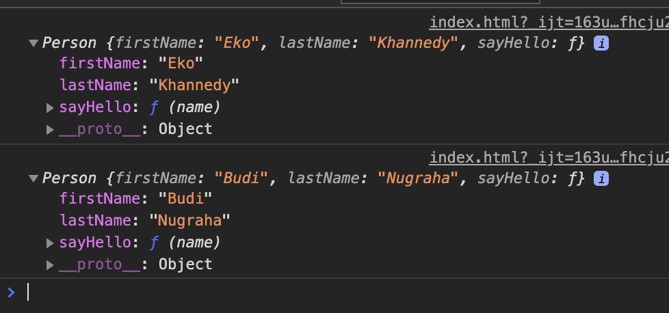 index.html?_ijt=163u…fhcju2
Person {firstName: "Eko", lastName: "Khannedy", sayHello: ƒ} i
firstName: "Eko"
lastName: "Khannedy"
sayHello: ƒ (name)
__proto__: Object
index.html?_ijt=163u…fhcju2
Person {firstName: "Budi", lastName: "Nugraha", sayHello: ƒ} i
firstName: "Budi"
lastName: "Nugraha"
sayHello: ƒ (name)
__proto__: Object